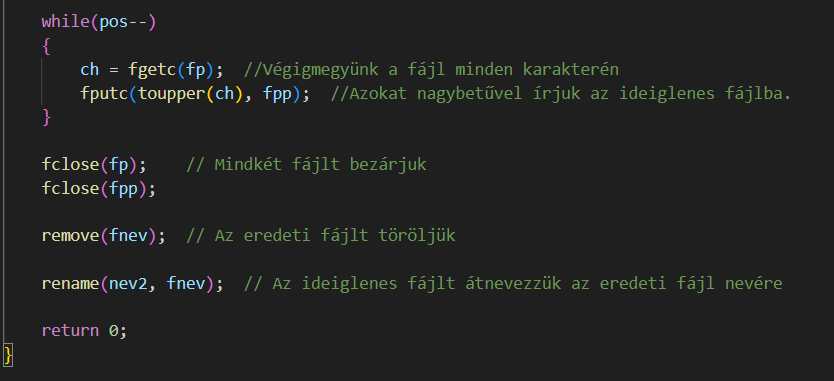 while(pos--)
{
ch = fgetc(fp);  //Végigmegyünk a fájl minden karakterén
fputc(toupper(ch), fpp);  //Azokat nagybetűvel írjuk az ideiglenes fájlba.
}
fclose(fp);    // Mindkét fájlt bezárjuk
fclose(fpp);
remove(fnev);  // Az eredeti fájlt töröljük
rename(nev2, fnev);  // Az ideiglenes fájlt átnevezzük az eredeti fájl nevére
return 0;
}